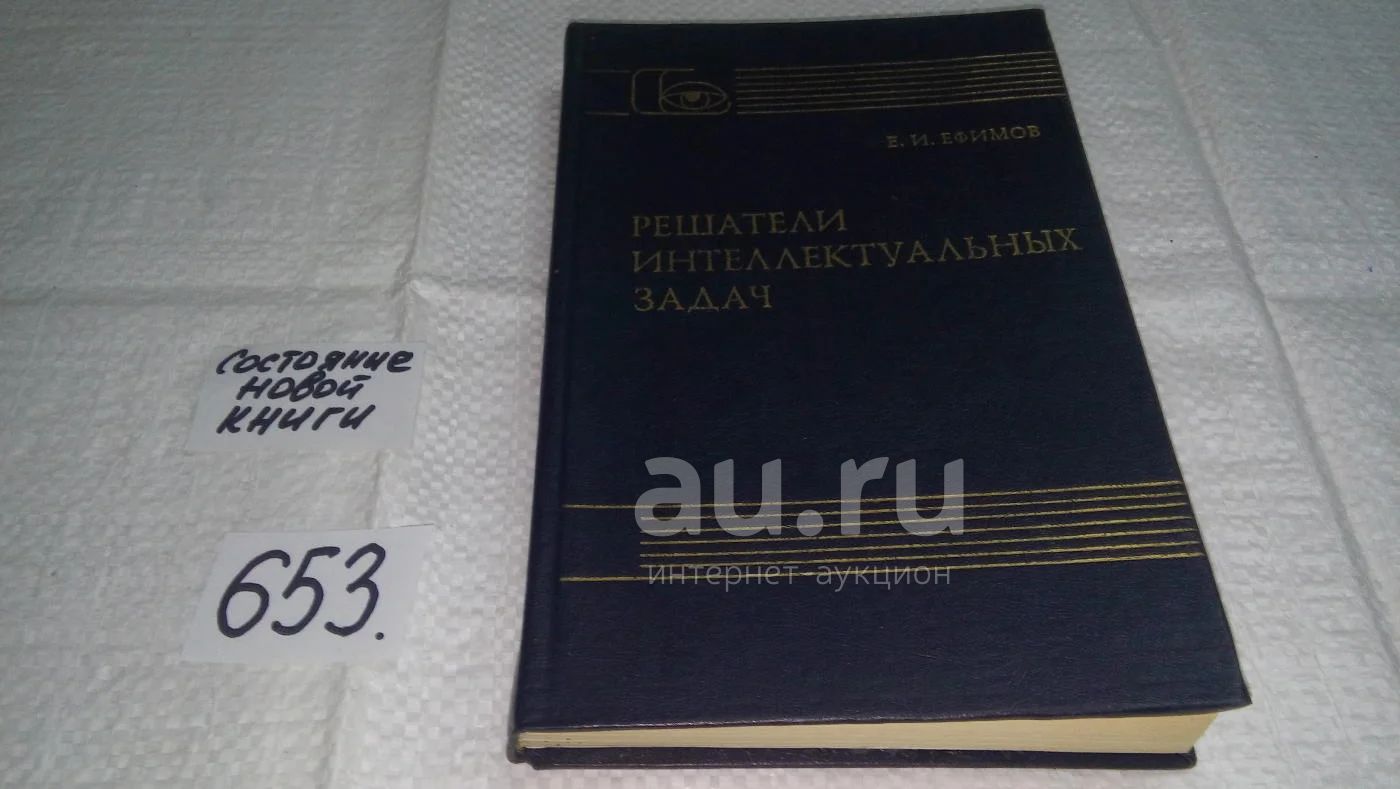 Е. И. ЕФИМОВ
РЕШАТЕЛИ
ИНТЕЛЛЕКТУАЛЬНЫХ
ЗАДАЧ
Состояние
новой
книги
653.
au.ru
интернет-аукцион